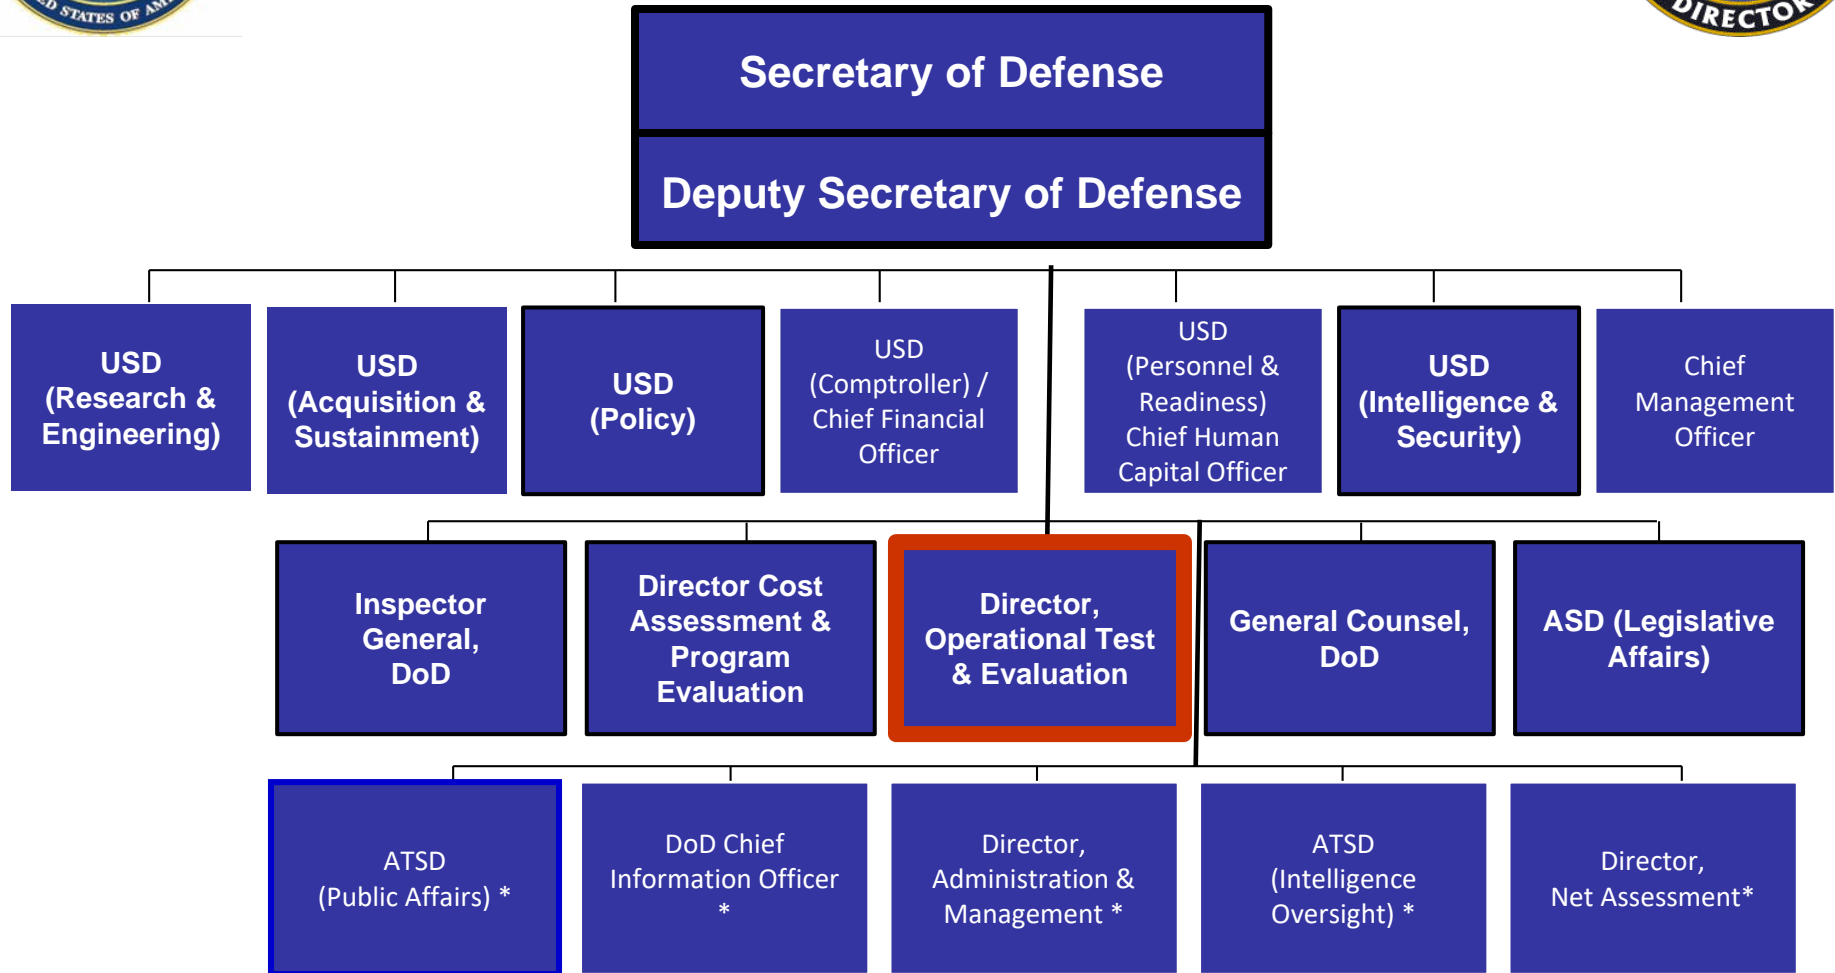 STATES OF
DIRECTOR
Secretary of Defense
Deputy Secretary of Defense
USD
(Research &
Engineering)
USD
(Acquisition &
Sustainment)
USD
(Policy)
USD
(Comptroller) /
Chief Financial
Officer
USD
(Personnel &
Readiness)
Chief Human
Capital Officer
USD
(Intelligence &
Security)
Chief
Management
Officer
Inspector
General,
DoD
Director Cost
Assessment &
Program
Evaluation
Director,
Operational Test
& Evaluation
General Counsel,
DoD
ASD (Legislative
Affairs)
ATSD
(Public Affairs) *
DoD Chief
Information Officer
*
Director,
Administration &
Management *
ATSD
(Intelligence
Oversight) *
Director,
Net Assessment*